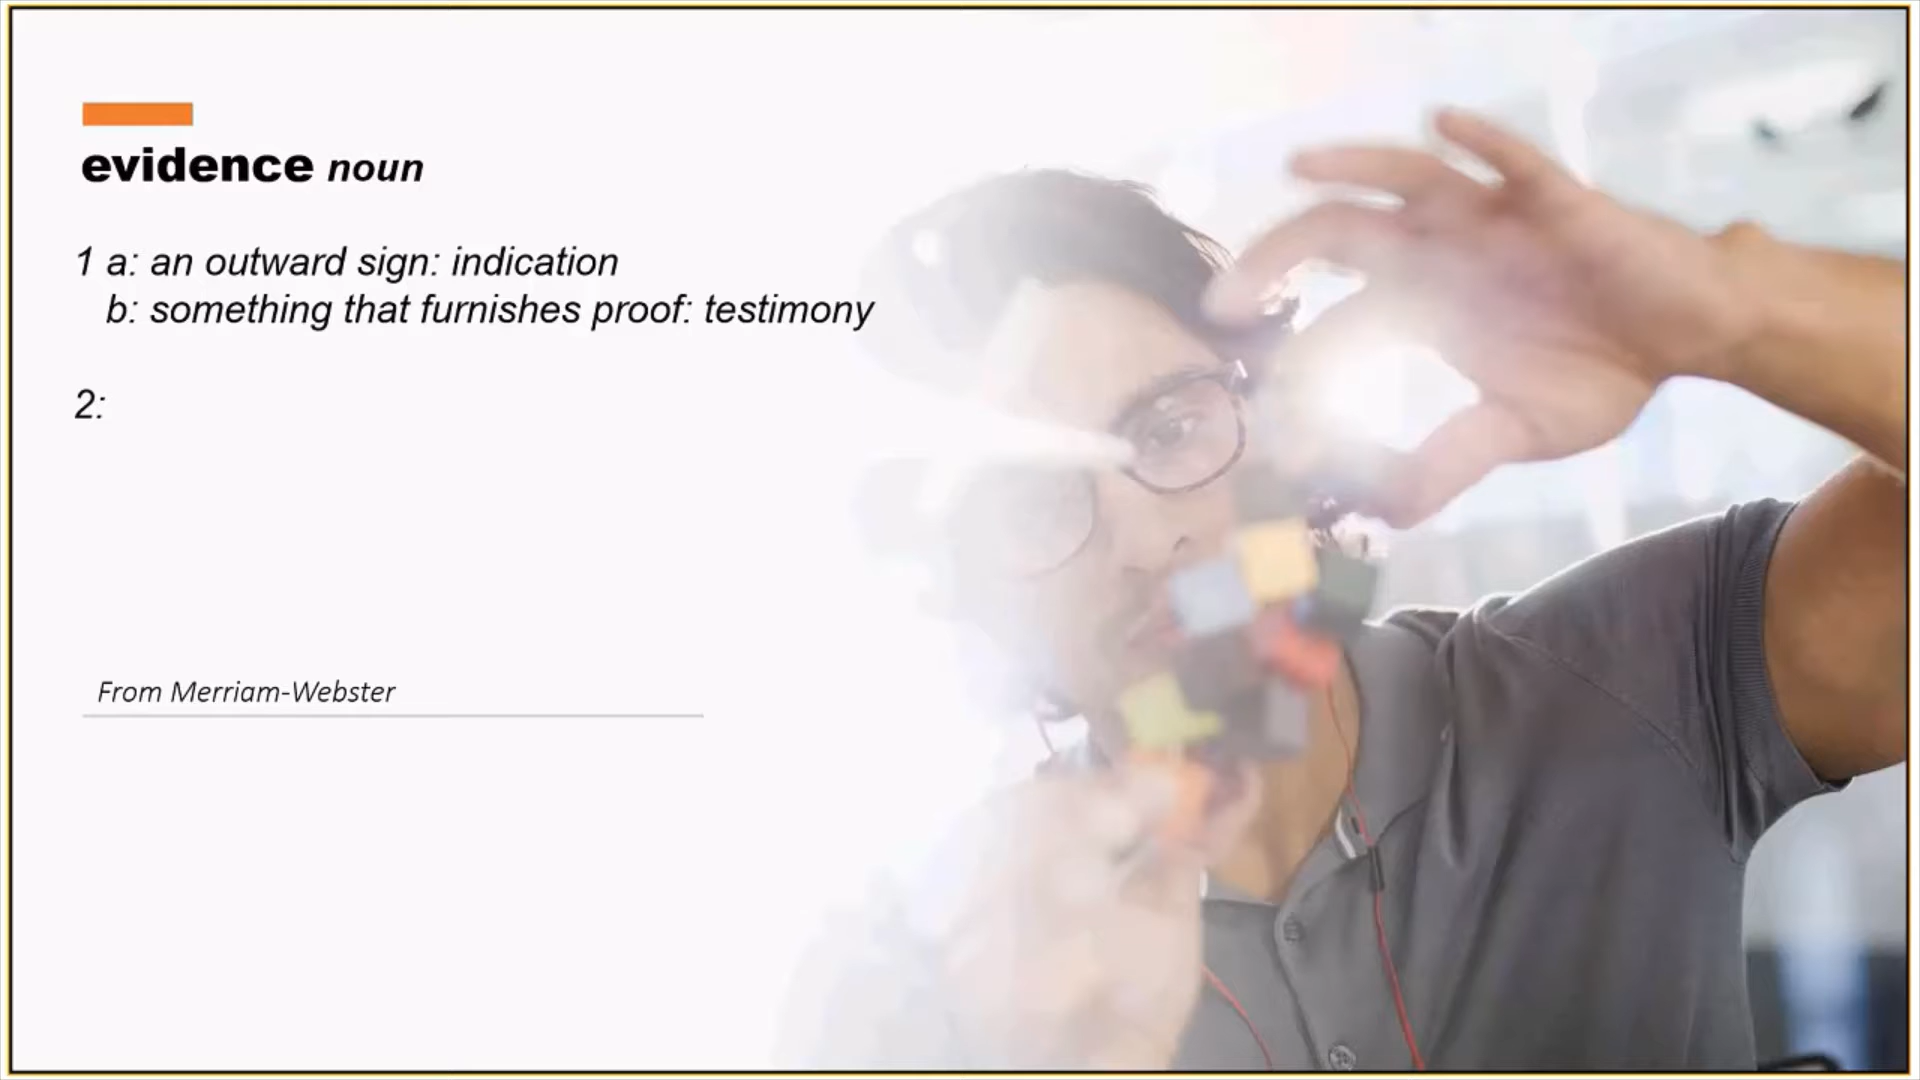 evidence noun
1 a: an outward sign: indication
b: something that furnishes proof: testimony
2:
From Merriam-Webster